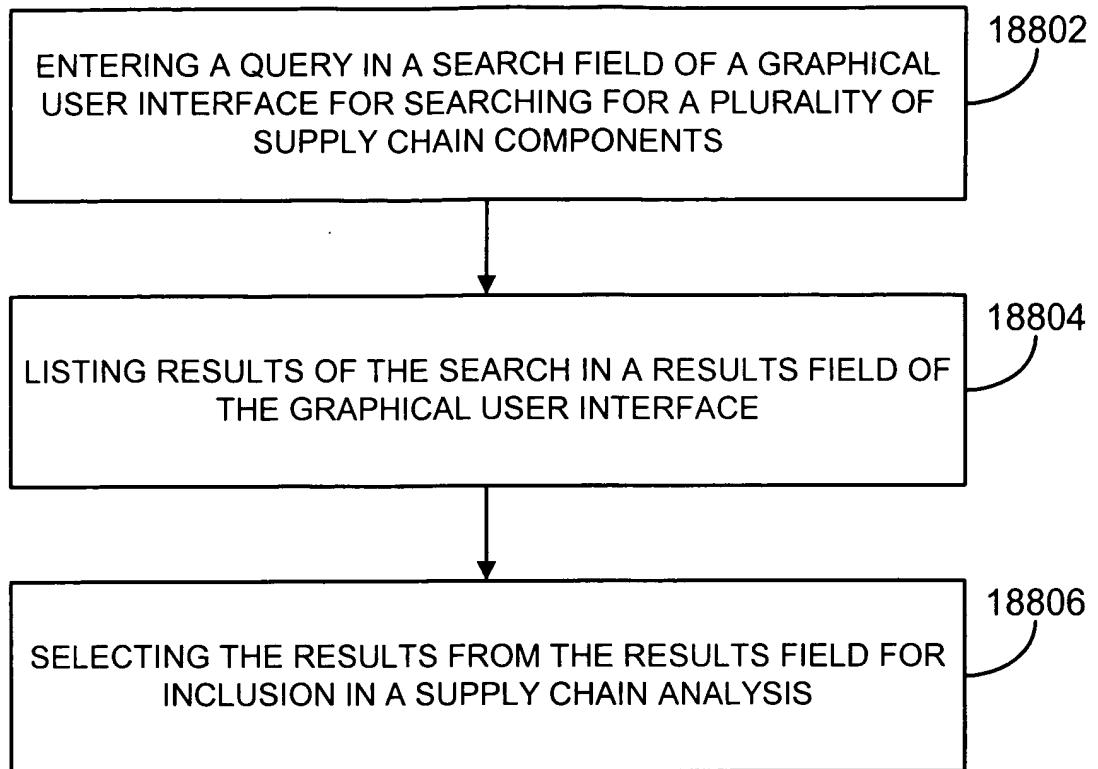 18802
ENTERING A QUERY IN A SEARCH FIELD OF A GRAPHICAL
USER INTERFACE FOR SEARCHING FOR A PLURALITY OF
SUPPLY CHAIN COMPONENTS
18804
LISTING RESULTS OF THE SEARCH IN A RESULTS FIELD OF
THE GRAPHICAL USER INTERFACE
18806
SELECTING THE RESULTS FROM THE RESULTS FIELD FOR
INCLUSION IN A SUPPLY CHAIN ANALYSIS